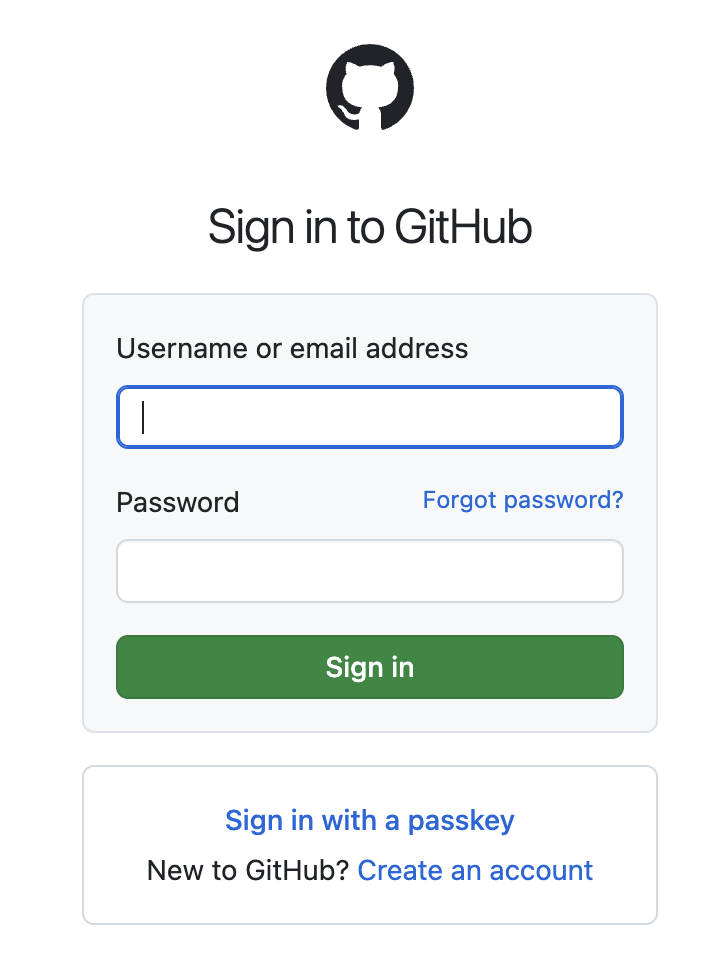 Sign in to GitHub
Username or email address
Password
Forgot password?
Sign in
Sign in with a passkey
New to GitHub? Create an account